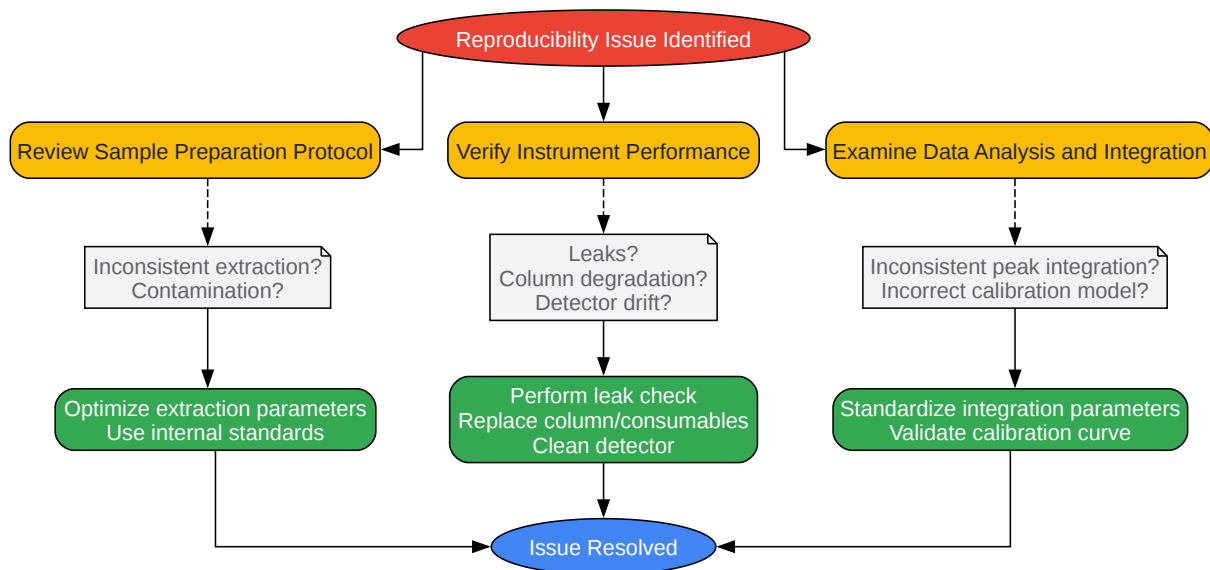 Reproducibility Issue Identified
Review Sample Preparation Protocol
Verify Instrument Performance
Examine Data Analysis and Integration
Inconsistent extraction?
Contamination?
Leaks?
Column degradation?
Detector drift?
Inconsistent peak integration?
Incorrect calibration model?
Optimize extraction parameters
Use internal standards
Perform leak check
Replace column/consumables
Clean detector
Standardize integration parameters
Validate calibration curve
Issue Resolved